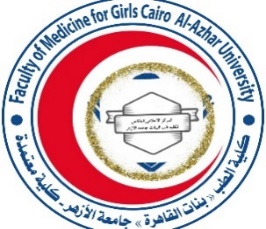 Faculty of Medicine for Girls Cairo Al-Azhar University
كلية الطب « بنات القاهرة » جامعة الأزهر - كلية معتمدة